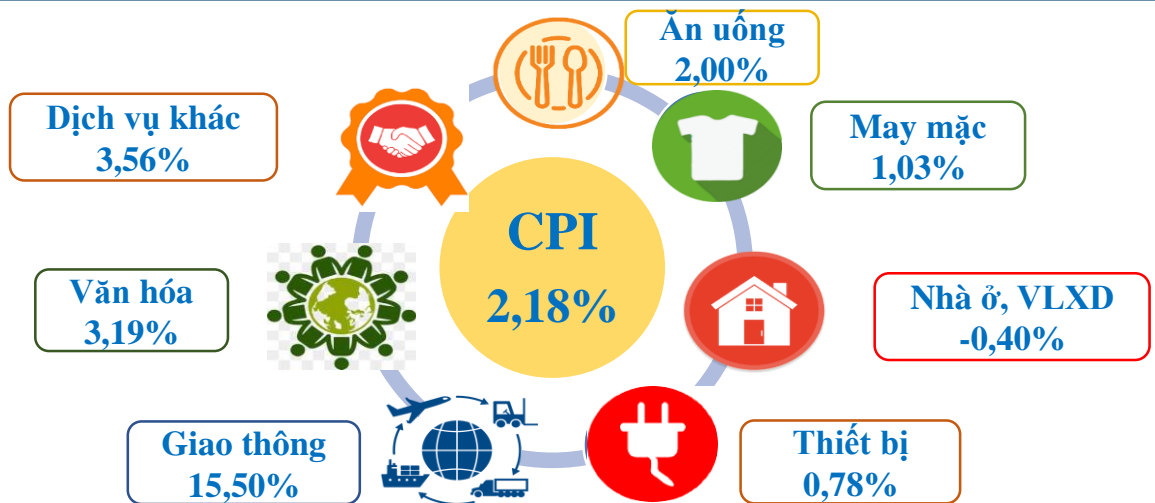 Ăn uống
2,00%
Dịch vụ khác
3,56%
May mặc
1,03%
CPI
2,18%
Văn hóa
3,19%
Nhà ở, VLXD
-0,40%
Giao thông
15,50%
Thiết bị
0,78%